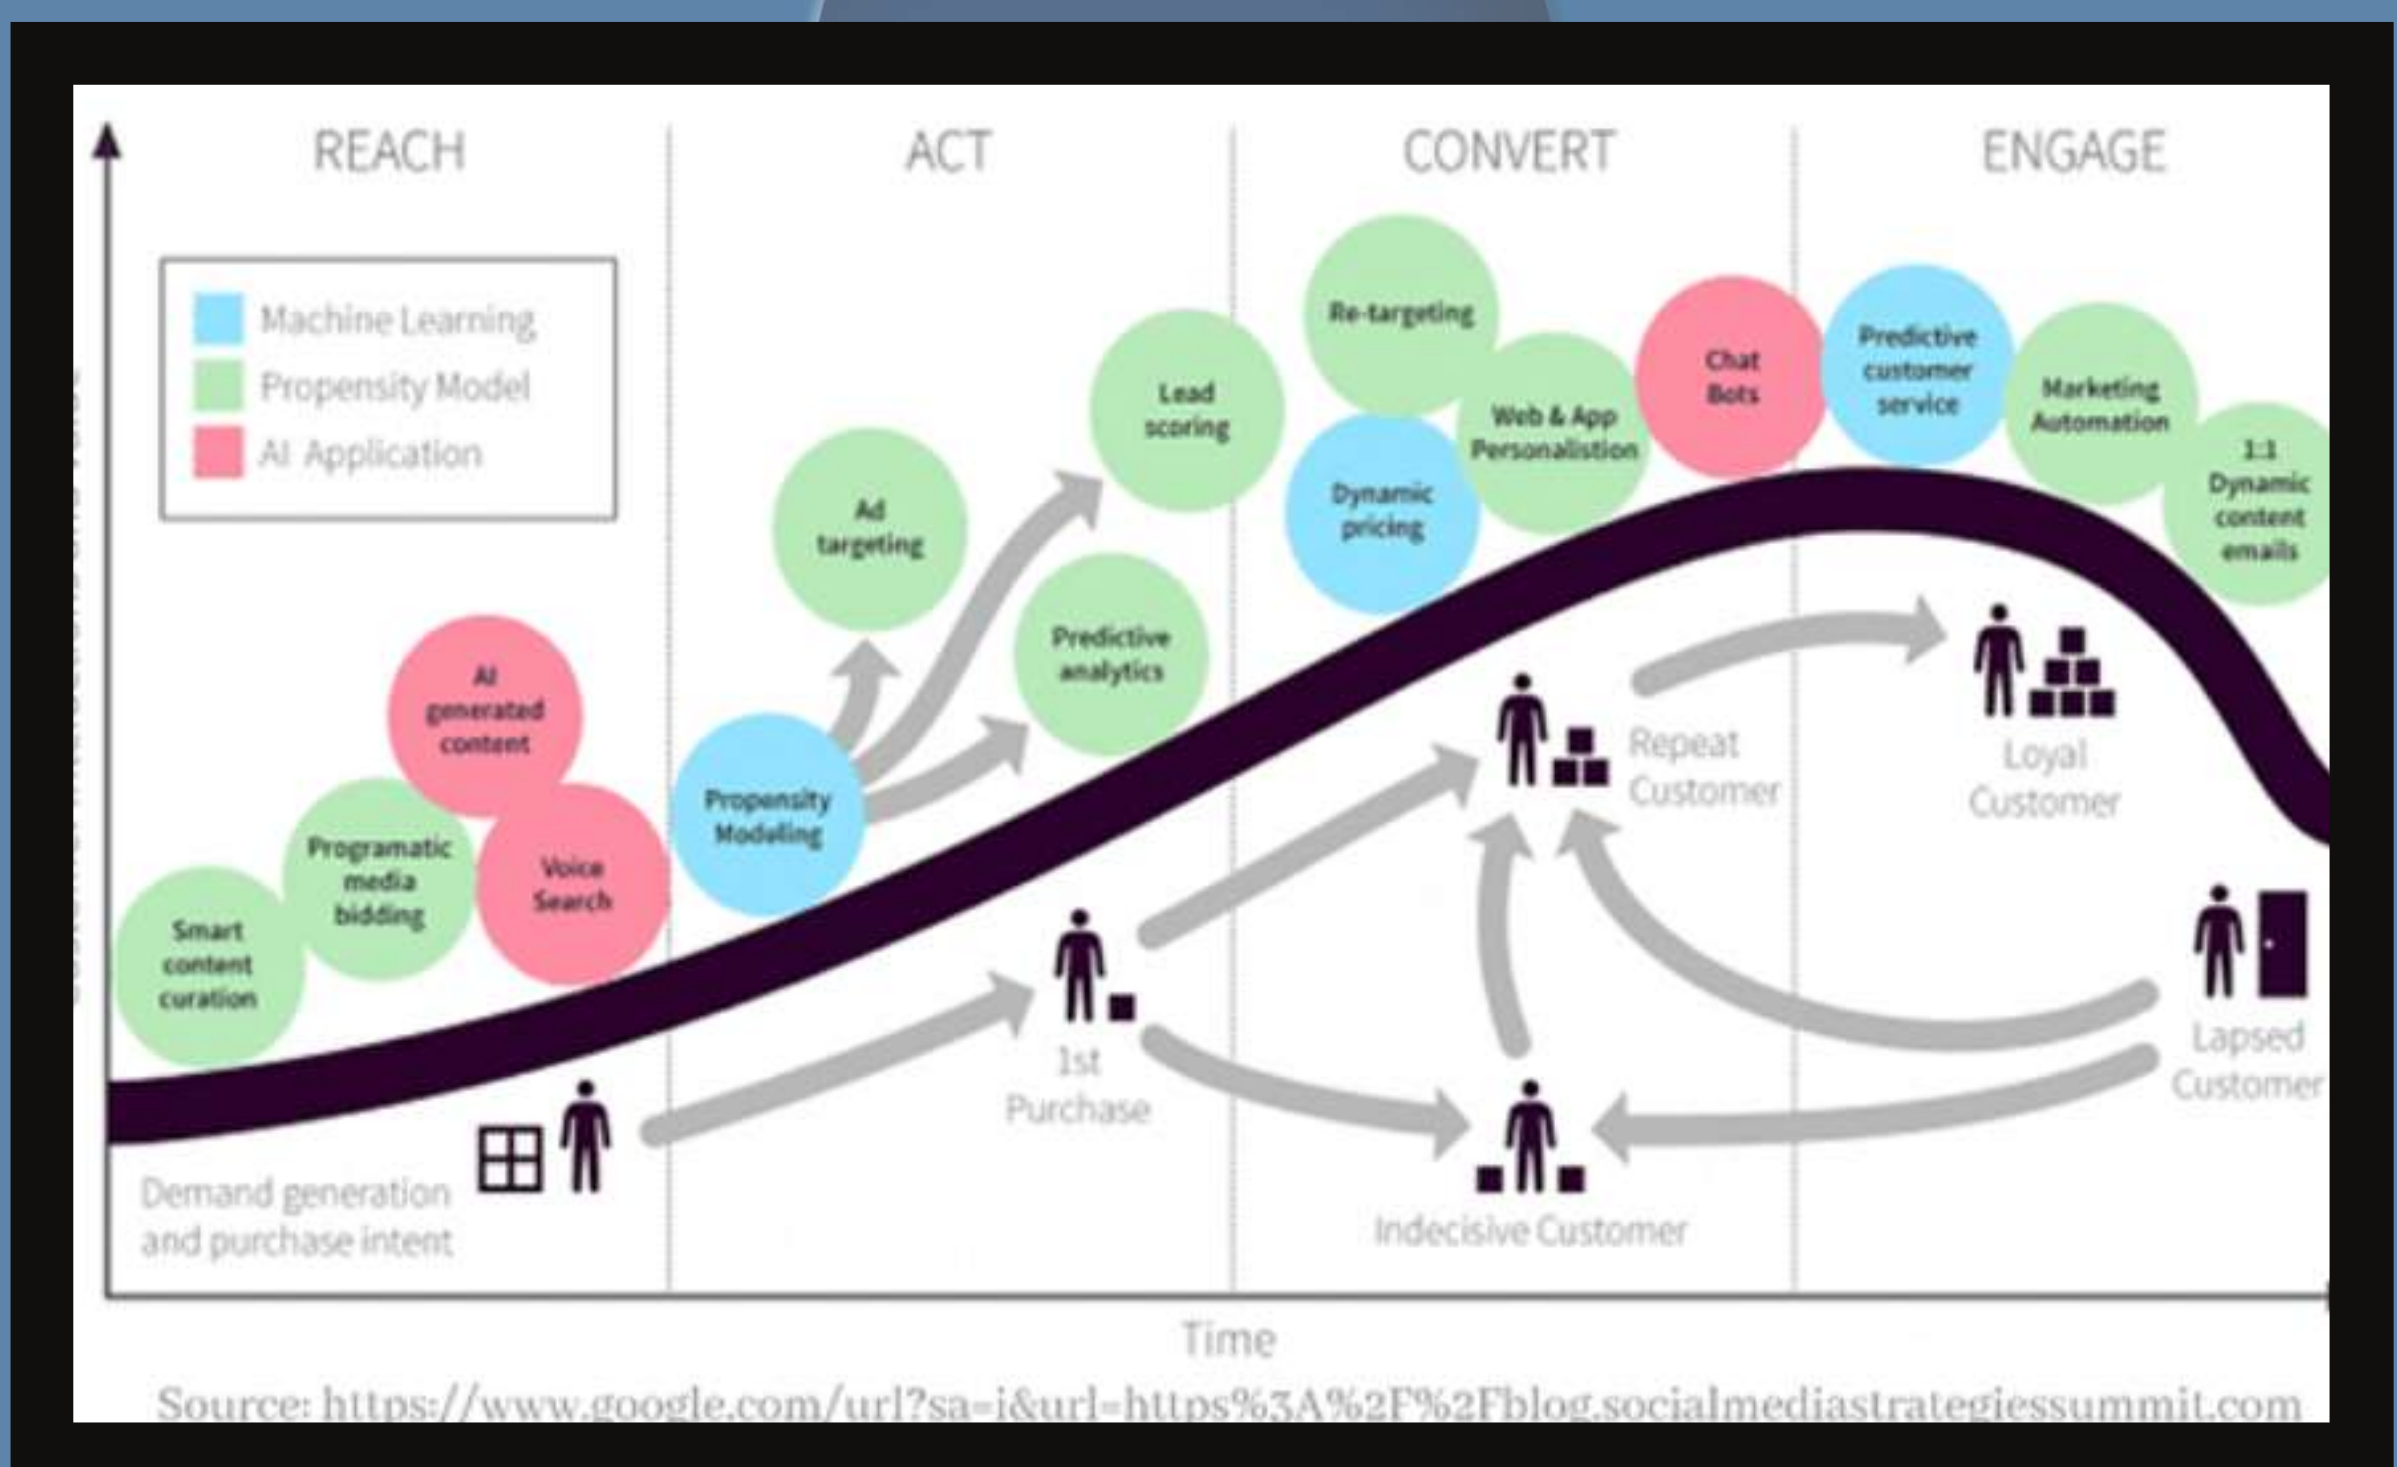 REACH
ACT
CONVERT
ENGAGE
Machine Learning
Propensity Model
AI Application
Smart
content
curation
Programatic
media
bidding
AI
generated
content
Voice
Search
Propensity
Modeling
Ad
targeting
Lead
scoring
Predictive
analytics
Re-targeting
Dynamic
pricing
Web & App
Personalistion
Chat
Bots
Predictive
customer
service
Marketing
Automation
1:1
Dynamic
content
emails
Demand generation
and purchase intent
1st
Purchase
Repeat
Customer
Indecisive Customer
Loyal
Customer
Lapsed
Customer
Time
Source: https://www.google.com/url?sa=i&url=https%3A%2F%2Fblog.socialmediastrategiessummit.com